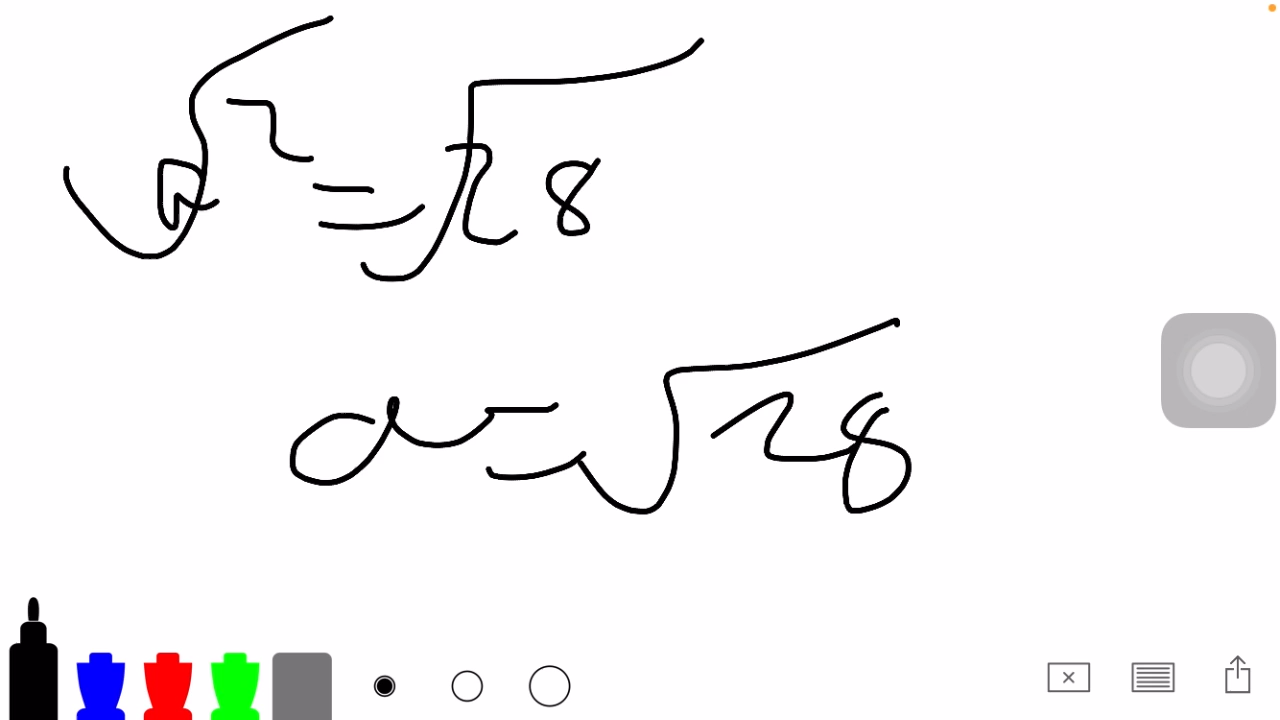 √a² = √28
a = √28